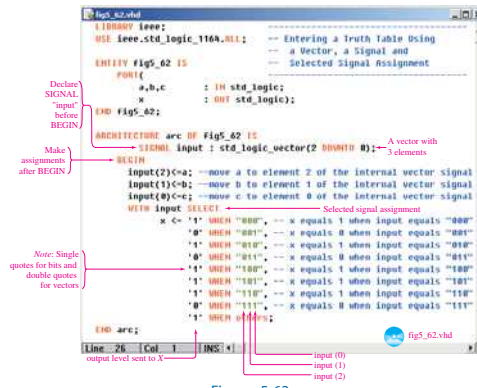 fig5_62.vhd
LIBRARY ieee; ----------------------------------------
USE ieee.std_logic_1164.ALL; -- Entering a Truth Table Using
-- a Vector, a Signal and
ENTITY fig5_62 IS -- Selected Signal Assignment
PORT( ----------------------------------------
a,b,c : IN std_logic;
x : OUT std_logic);
END fig5_62;
Declare
SIGNAL
"input"
before
BEGIN
ARCHITECTURE arc OF fig5_62 IS
SIGNAL input : std_logic_vector(2 DOWNTO 0);
A vector with
3 elements
Make
assignments
after BEGIN
BEGIN
input(2)<=a; --move a to element 2 of the internal vector signal
input(1)<=b; --move b to element 1 of the internal vector signal
input(0)<=c; --move c to element 0 of the internal vector signal
WITH input SELECT
Selected signal assignment
x <= '1' WHEN "000", -- x equals 1 when input equals "000"
'0' WHEN "001", -- x equals 0 when input equals "001"
'1' WHEN "010", -- x equals 1 when input equals "010"
'0' WHEN "011", -- x equals 0 when input equals "011"
'1' WHEN "100", -- x equals 1 when input equals "100"
'1' WHEN "101", -- x equals 1 when input equals "101"
'1' WHEN "110", -- x equals 1 when input equals "110"
'0' WHEN "111", -- x equals 0 when input equals "111"
'1' WHEN others;
Note: Single
quotes for bits and
double quotes
for vectors
END arc;
fig5_62.vhd
Line 26 Col 1 INS
output level sent to X
input (0)
input (1)
input (2)